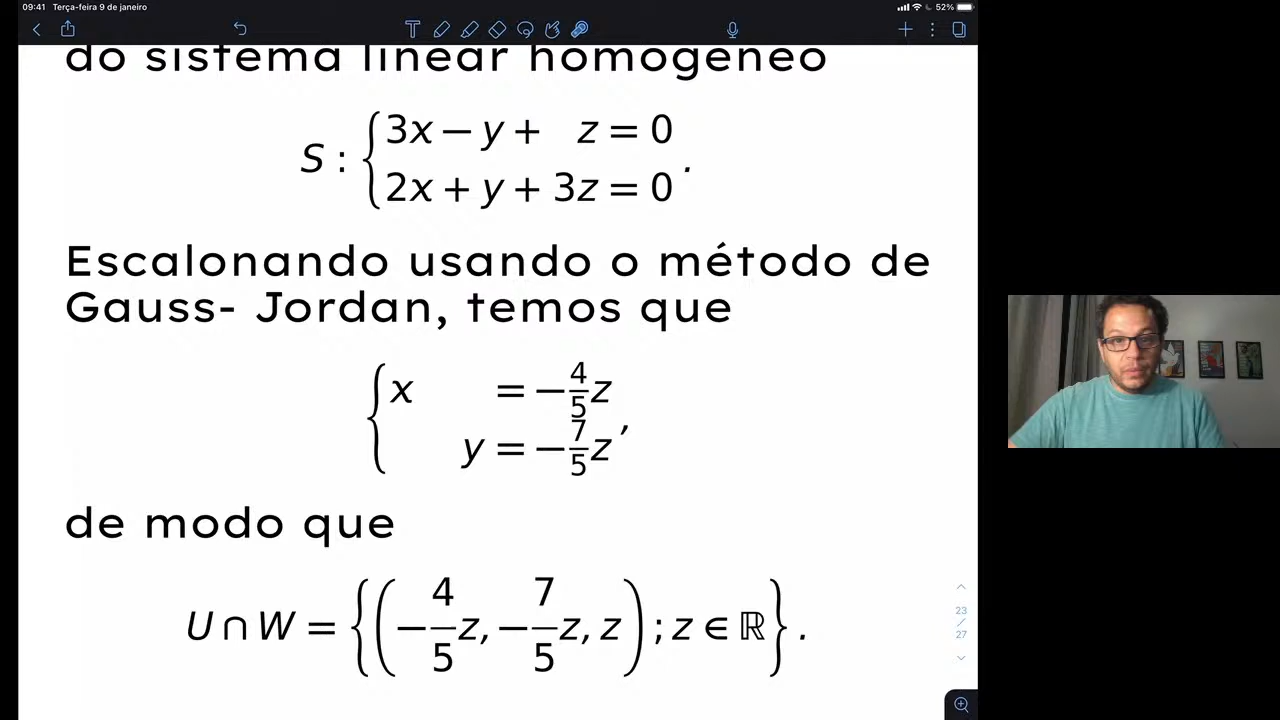 09:41 Terça-feira 9 de janeiro 52%
do sistema linear homogêneo
S : { 3x − y + z = 0
2x + y + 3z = 0 .
Escalonando usando o método de
Gauss- Jordan, temos que
{ x = −4/5 z
y = −7/5 z ,
de modo que
U ∩ W = { ( −4/5 z, −7/5 z, z ) ; z ∈ ℝ } .
23
/
27